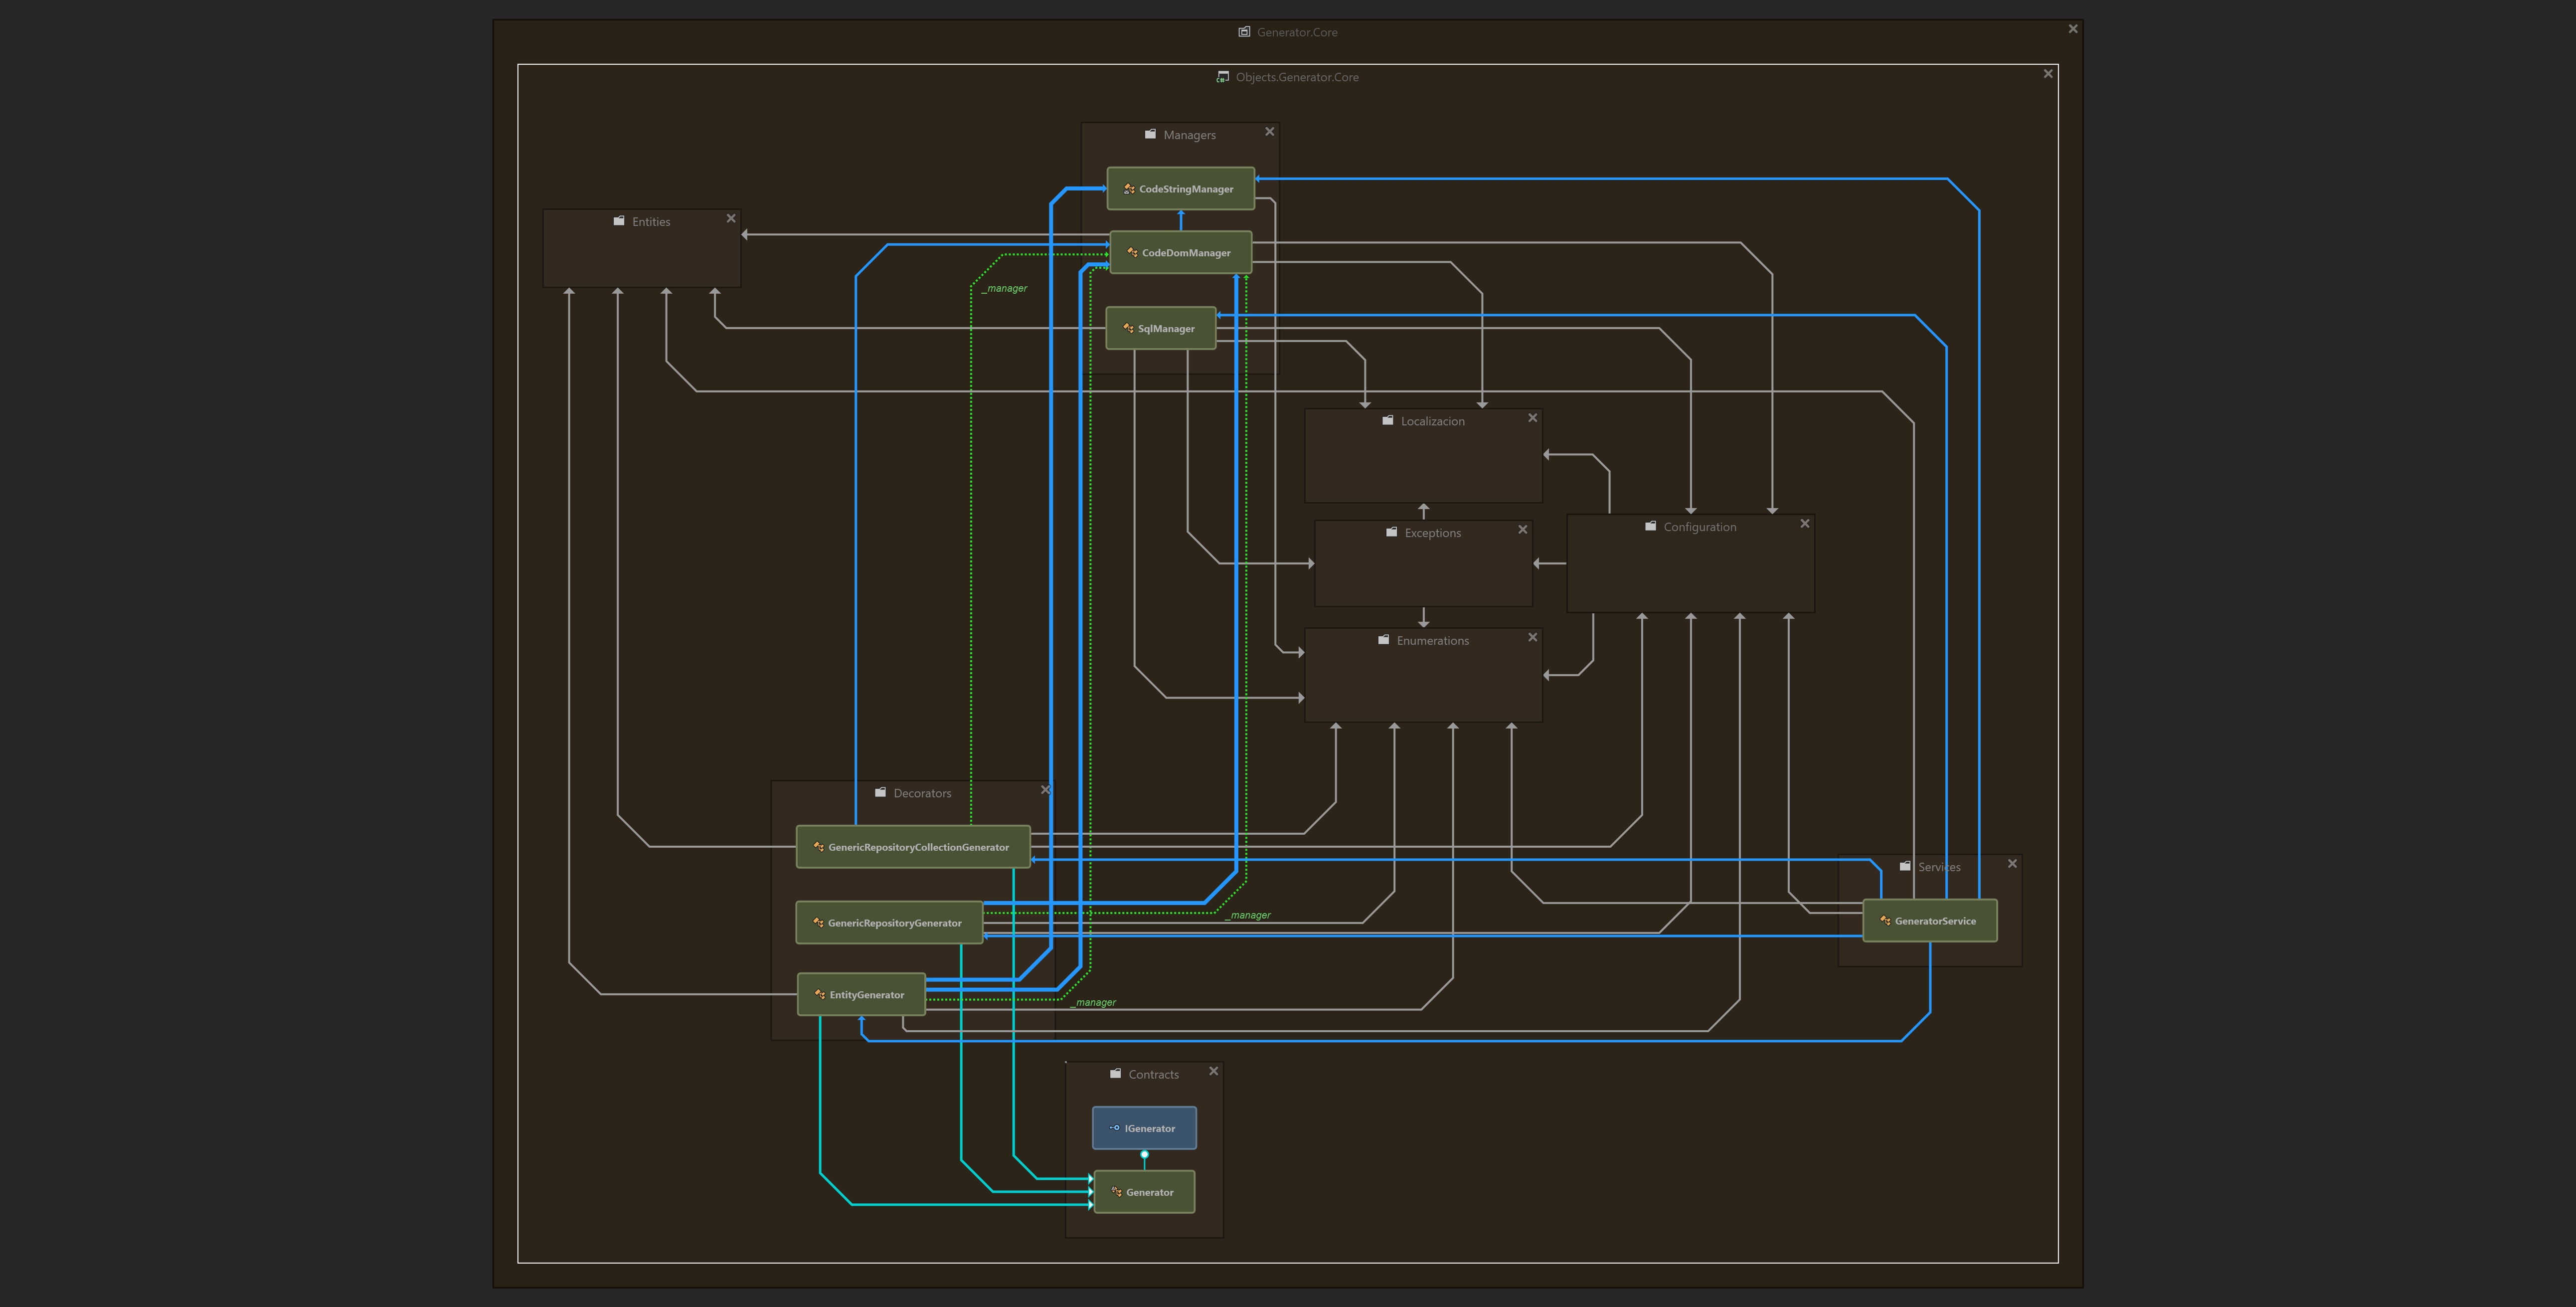 Generator.Core
Objects.Generator.Core
Managers
CodeStringManager
Entities
CodeDomManager
_manager
SqlManager
Localizacion
Configuration
Exceptions
Enumerations
Decorators
GenericRepositoryCollectionGenerator
Services
_manager
GenericRepositoryGenerator
GeneratorService
EntityGenerator
_manager
Contracts
IGenerator
Generator